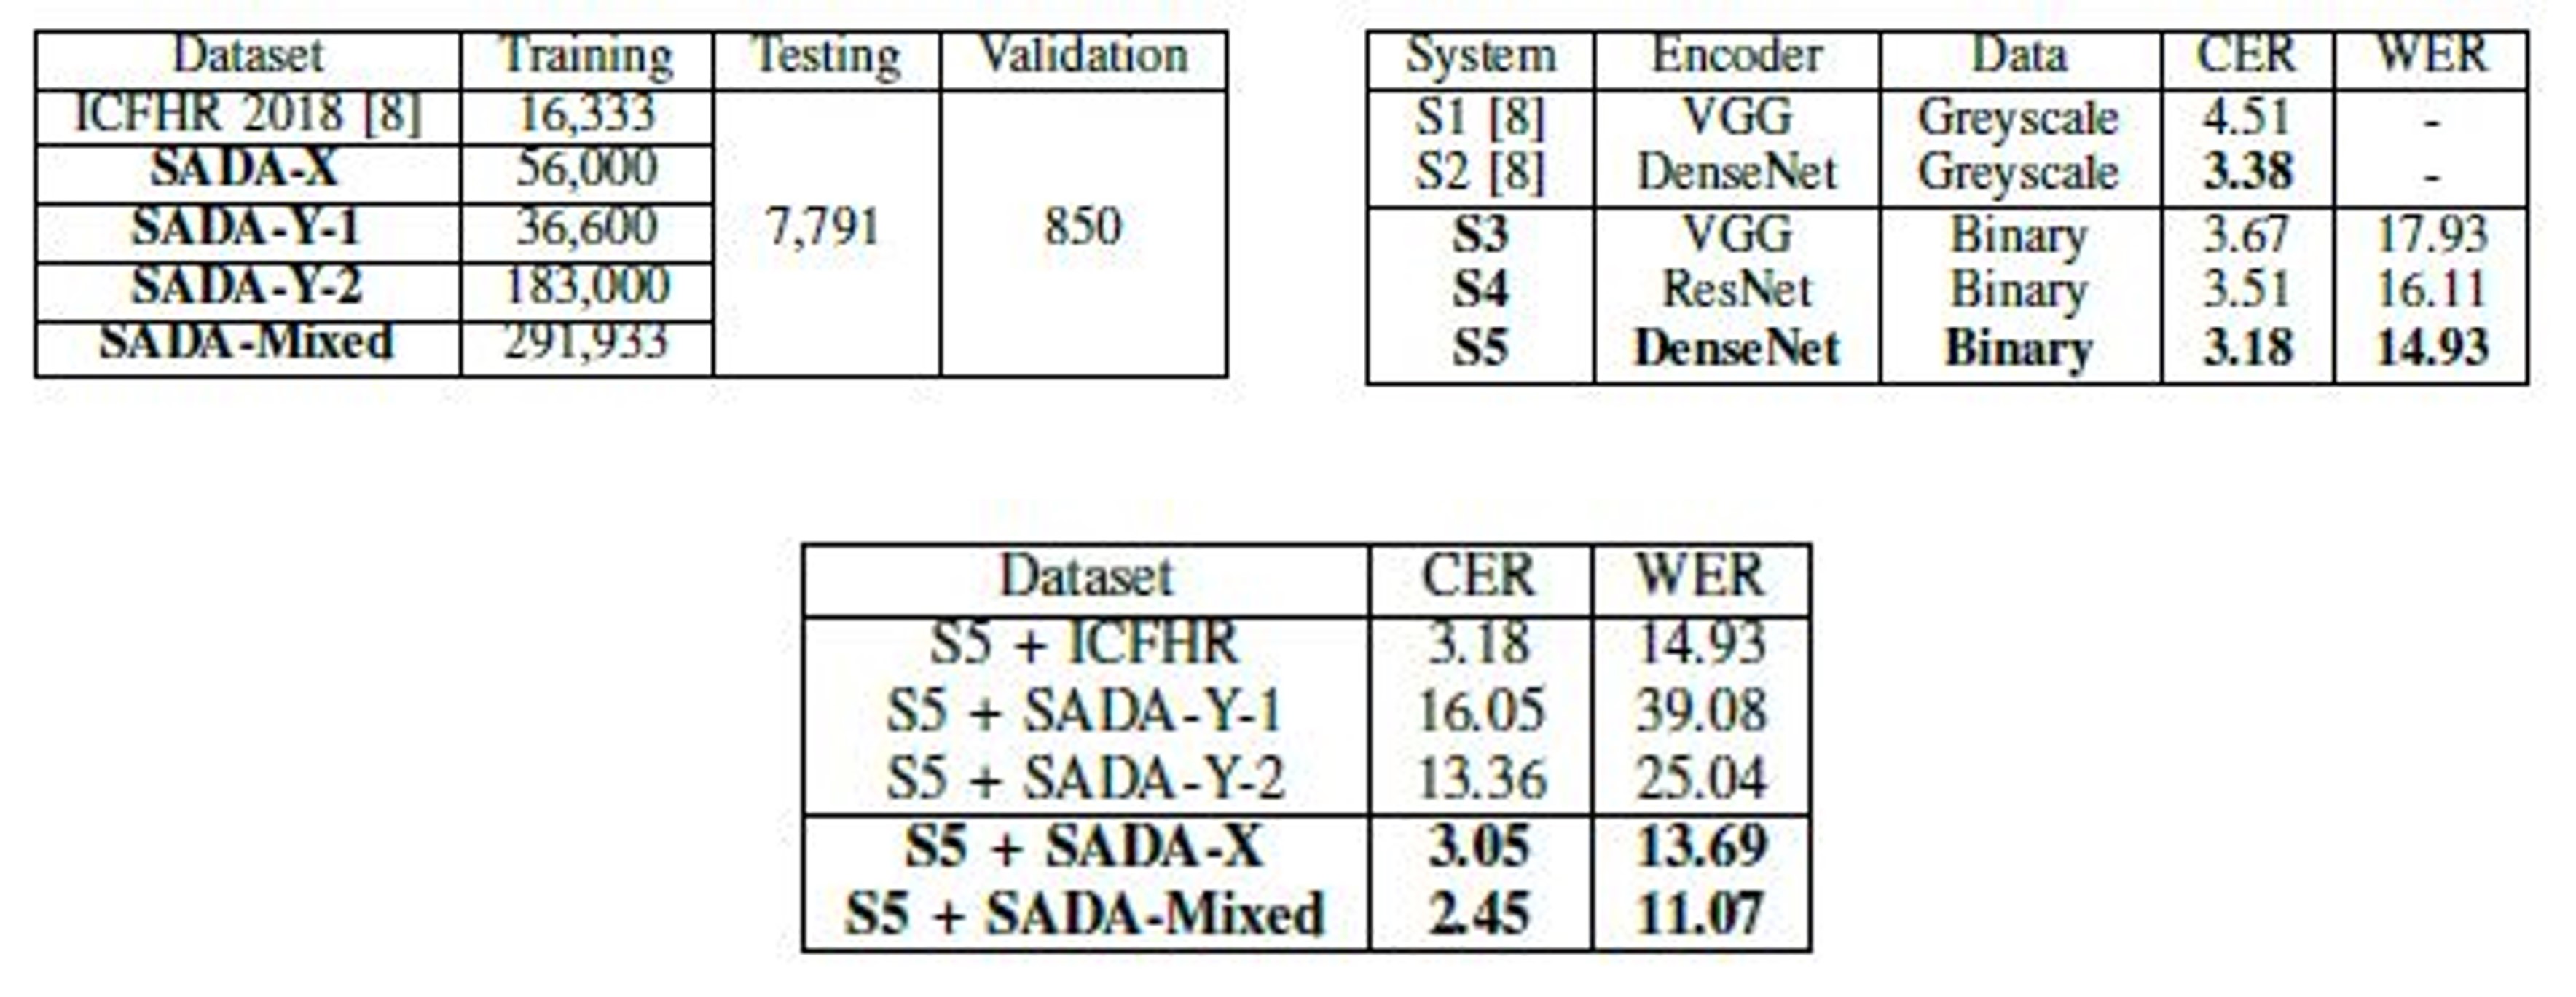 Dataset Training Testing Validation
ICFHR 2018 [8] 16,333
SADA-X 56,000
SADA-Y-1 36,600 7,791 850
SADA-Y-2 183,000
SADA-Mixed 291,933
System Encoder Data CER WER
S1 [8] VGG Greyscale 4.51 -
S2 [8] DenseNet Greyscale 3.38 -
S3 VGG Binary 3.67 17.93
S4 ResNet Binary 3.51 16.11
S5 DenseNet Binary 3.18 14.93
Dataset CER WER
S5 + ICFHR 3.18 14.93
S5 + SADA-Y-1 16.05 39.08
S5 + SADA-Y-2 13.36 25.04
S5 + SADA-X 3.05 13.69
S5 + SADA-Mixed 2.45 11.07